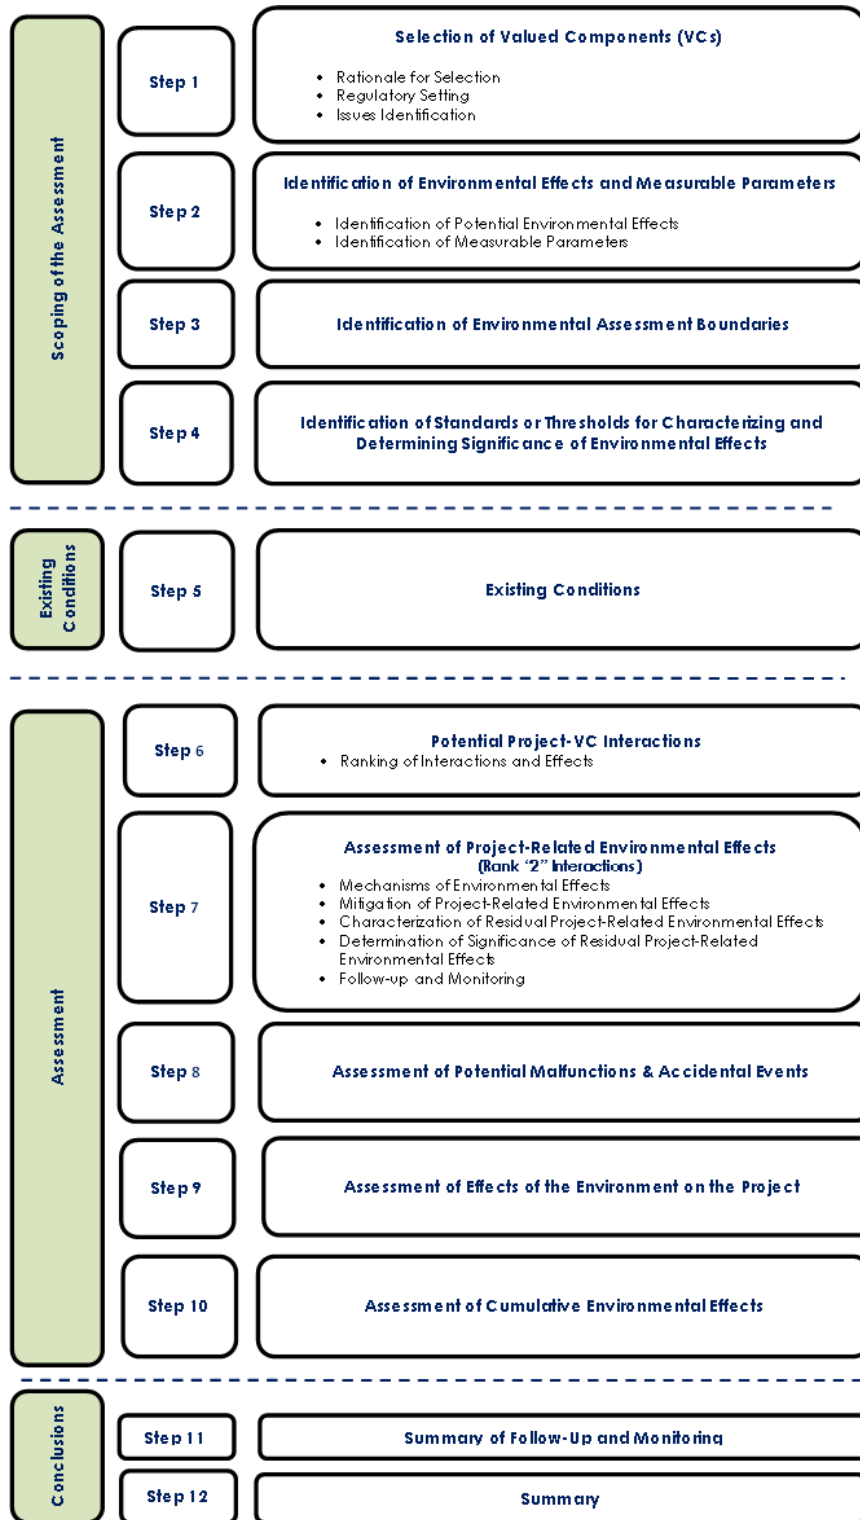 Scoping of the Assessment
Step 1
Selection of Valued Components (VCs)
• Rationale for Selection
• Regulatory Setting
• Issues Identification
Step 2
Identification of Environmental Effects and Measurable Parameters
• Identification of Potential Environmental Effects
• Identification of Measurable Parameters
Step 3
Identification of Environmental Assessment Boundaries
Step 4
Identification of Standards or Thresholds for Characterizing and
Determining Significance of Environmental Effects
Existing
Conditions
Step 5
Existing Conditions
Assessment
Step 6
Potential Project-VC Interactions
• Ranking of Interactions and Effects
Step 7
Assessment of Project-Related Environmental Effects
(Rank "2" Interactions)
• Mechanisms of Environmental Effects
• Mitigation of Project-Related Environmental Effects
• Characterization of Residual Project-Related Environmental Effects
• Determination of Significance of Residual Project-Related
Environmental Effects
• Follow-up and Monitoring
Step 8
Assessment of Potential Malfunctions & Accidental Events
Step 9
Assessment of Effects of the Environment on the Project
Step 10
Assessment of Cumulative Environmental Effects
Conclusions
Step 11
Summary of Follow-Up and Monitoring
Step 12
Summary